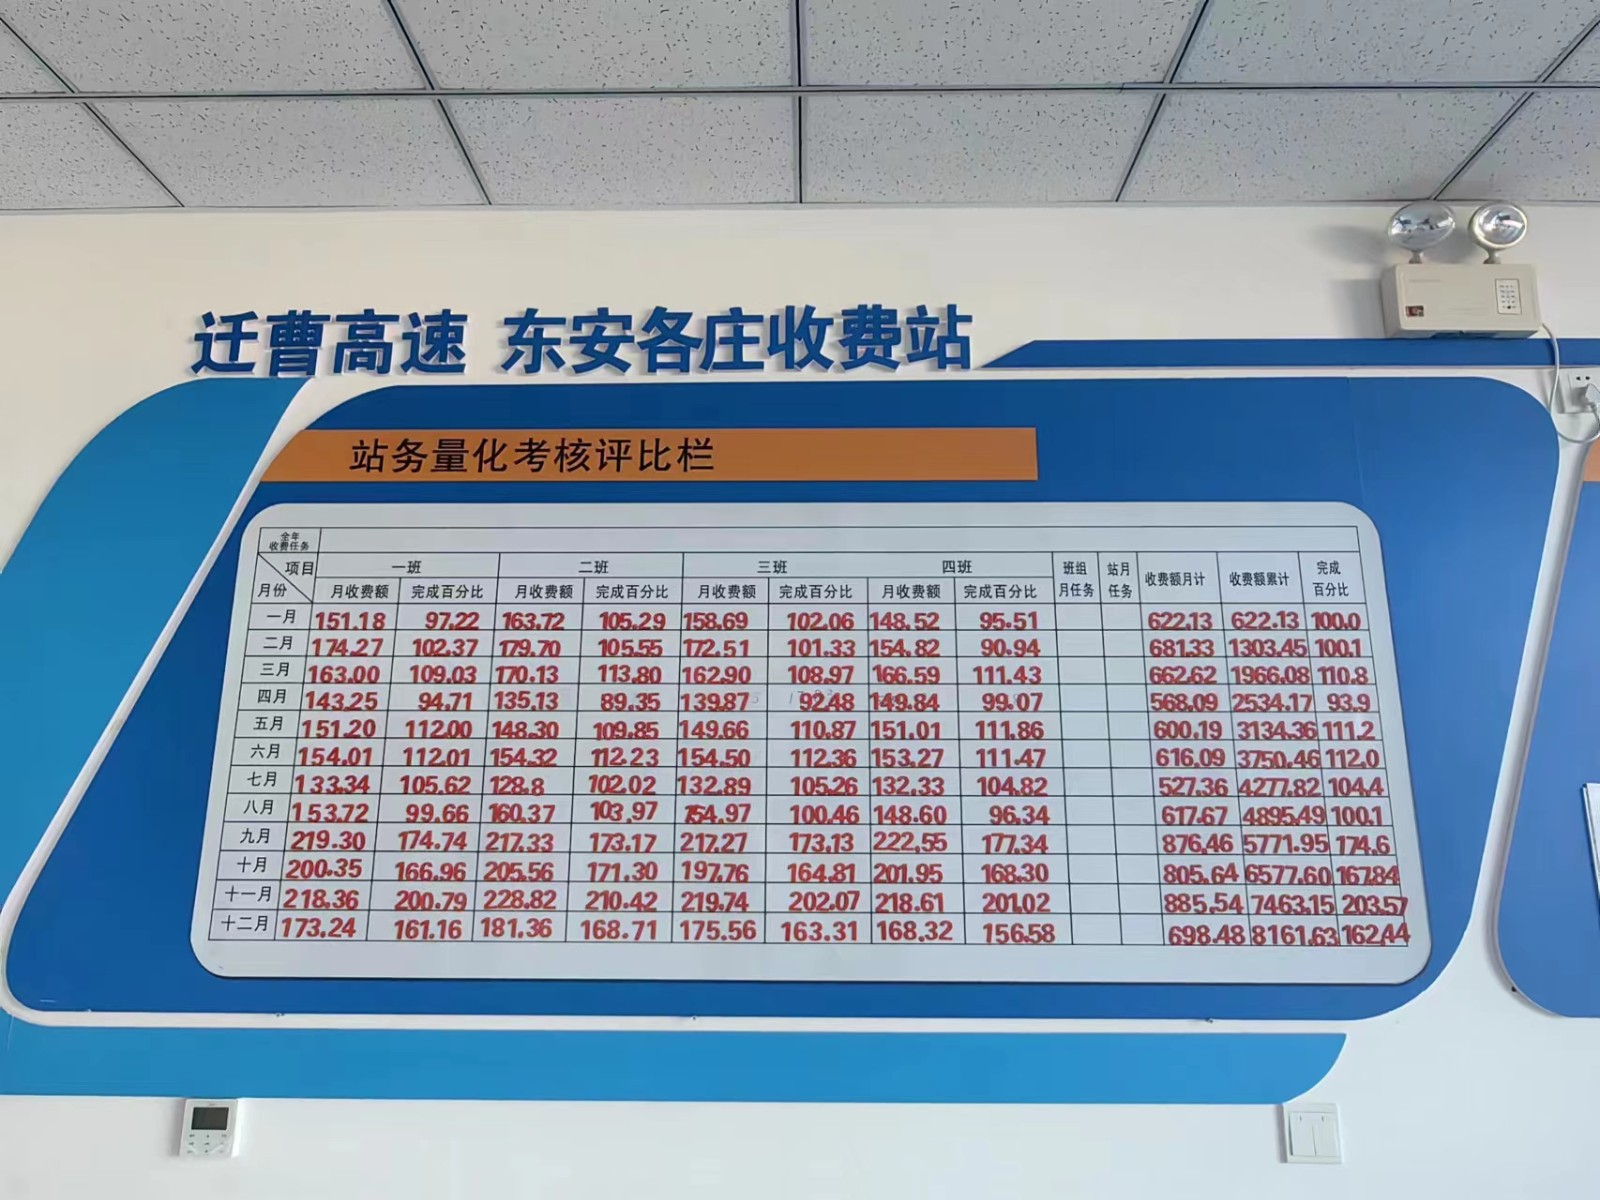 迁曹高速 东安各庄收费站
站务量化考核评比栏
全年
收费任务
项目 一班 二班 三班 四班 班组 站月 收费额月计 收费额累计 完成
月份 月收费额 完成百分比 月收费额 完成百分比 月收费额 完成百分比 月收费额 完成百分比 月任务 任务 百分比
一月 151.18 97.22 163.72 105.29 158.69 102.06 148.52 95.51 622.13 622.13 100.0
二月 174.27 102.37 179.70 105.55 172.51 101.33 154.82 90.94 681.33 1303.45 100.1
三月 163.00 109.03 170.13 113.80 162.90 108.97 166.59 111.43 662.62 1966.08 110.8
四月 143.25 94.71 135.13 89.35 139.87 92.48 149.84 99.07 568.09 2534.17 93.9
五月 151.20 112.00 148.30 109.85 149.66 110.87 151.01 111.86 600.19 3134.36 111.2
六月 154.01 112.01 154.32 112.23 154.50 112.36 153.27 111.47 616.09 3750.46 112.0
七月 133.34 105.62 128.8 102.02 132.89 105.26 132.33 104.82 527.36 4277.82 104.4
八月 153.72 99.66 160.37 103.97 154.97 100.46 148.60 96.34 617.67 4895.49 100.1
九月 219.30 174.74 217.33 173.17 217.27 173.13 222.55 177.34 876.46 5771.95 174.6
十月 200.35 166.96 205.56 171.30 197.76 164.81 201.95 168.30 805.64 6577.60 167.84
十一月 218.36 200.79 228.82 210.42 219.74 202.07 218.61 201.02 885.54 7463.15 203.57
十二月 173.24 161.16 181.36 168.71 175.56 163.31 168.32 156.58 698.48 8161.63 162.44